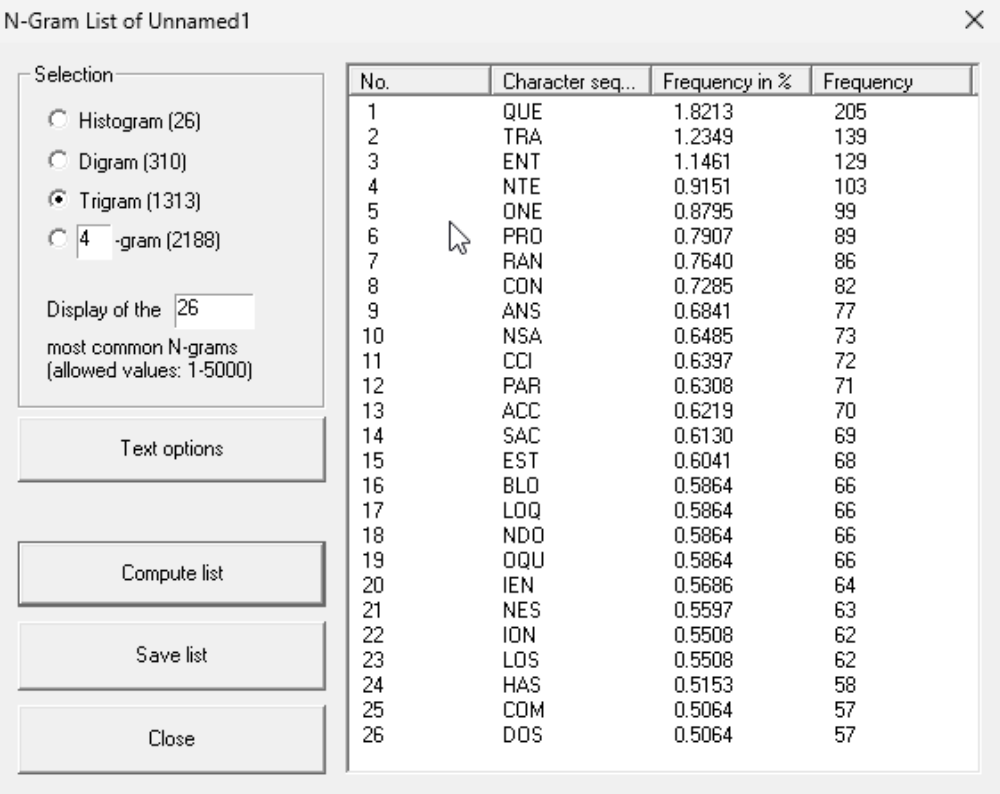 N-Gram List of Unnamed1
Selection
Histogram (26)
Digram (310)
Trigram (1313)
4 -gram (2188)
Display of the 26
most common N-grams
(allowed values: 1-5000)
Text options
Compute list
Save list
Close
No. Character seq... Frequency in % Frequency
1 QUE 1.8213 205
2 TRA 1.2349 139
3 ENT 1.1461 129
4 NTE 0.9151 103
5 ONE 0.8795 99
6 PRO 0.7907 89
7 RAN 0.7640 86
8 CON 0.7285 82
9 ANS 0.6841 77
10 NSA 0.6485 73
11 CCI 0.6397 72
12 PAR 0.6308 71
13 ACC 0.6219 70
14 SAC 0.6130 69
15 EST 0.6041 68
16 BLO 0.5864 66
17 LOQ 0.5864 66
18 NDO 0.5864 66
19 OQU 0.5864 66
20 IEN 0.5686 64
21 NES 0.5597 63
22 ION 0.5508 62
23 LOS 0.5508 62
24 HAS 0.5153 58
25 COM 0.5064 57
26 DOS 0.5064 57